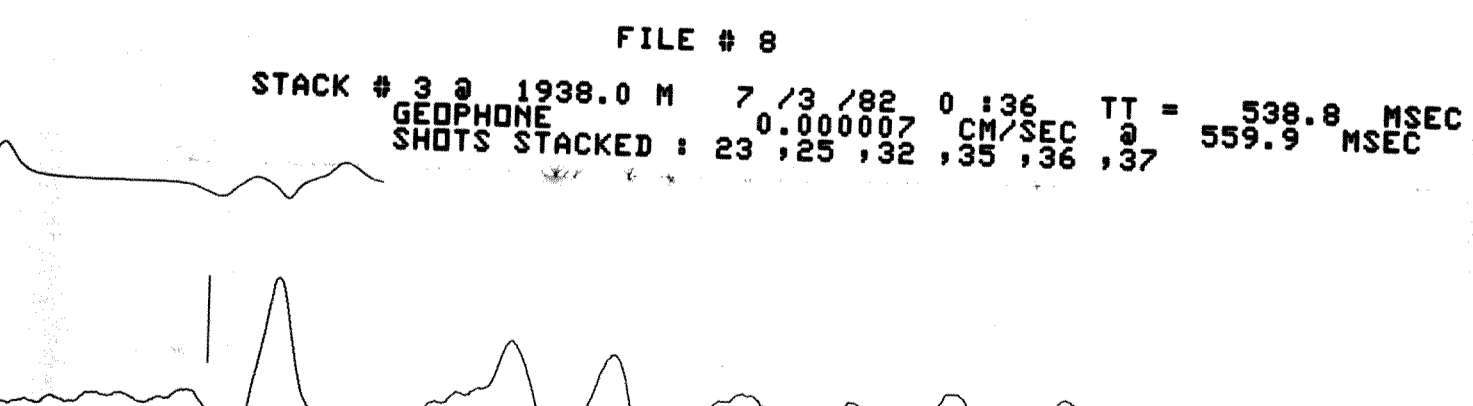 FILE # 8
STACK # 3 @ 1938.0 M 7 /3 /82 0 :36 TT = 538.8 MSEC
GEOPHONE 0.000007 CM/SEC @ 559.9 MSEC
SHOTS STACKED : 23 ,25 ,32 ,35 ,36 ,37